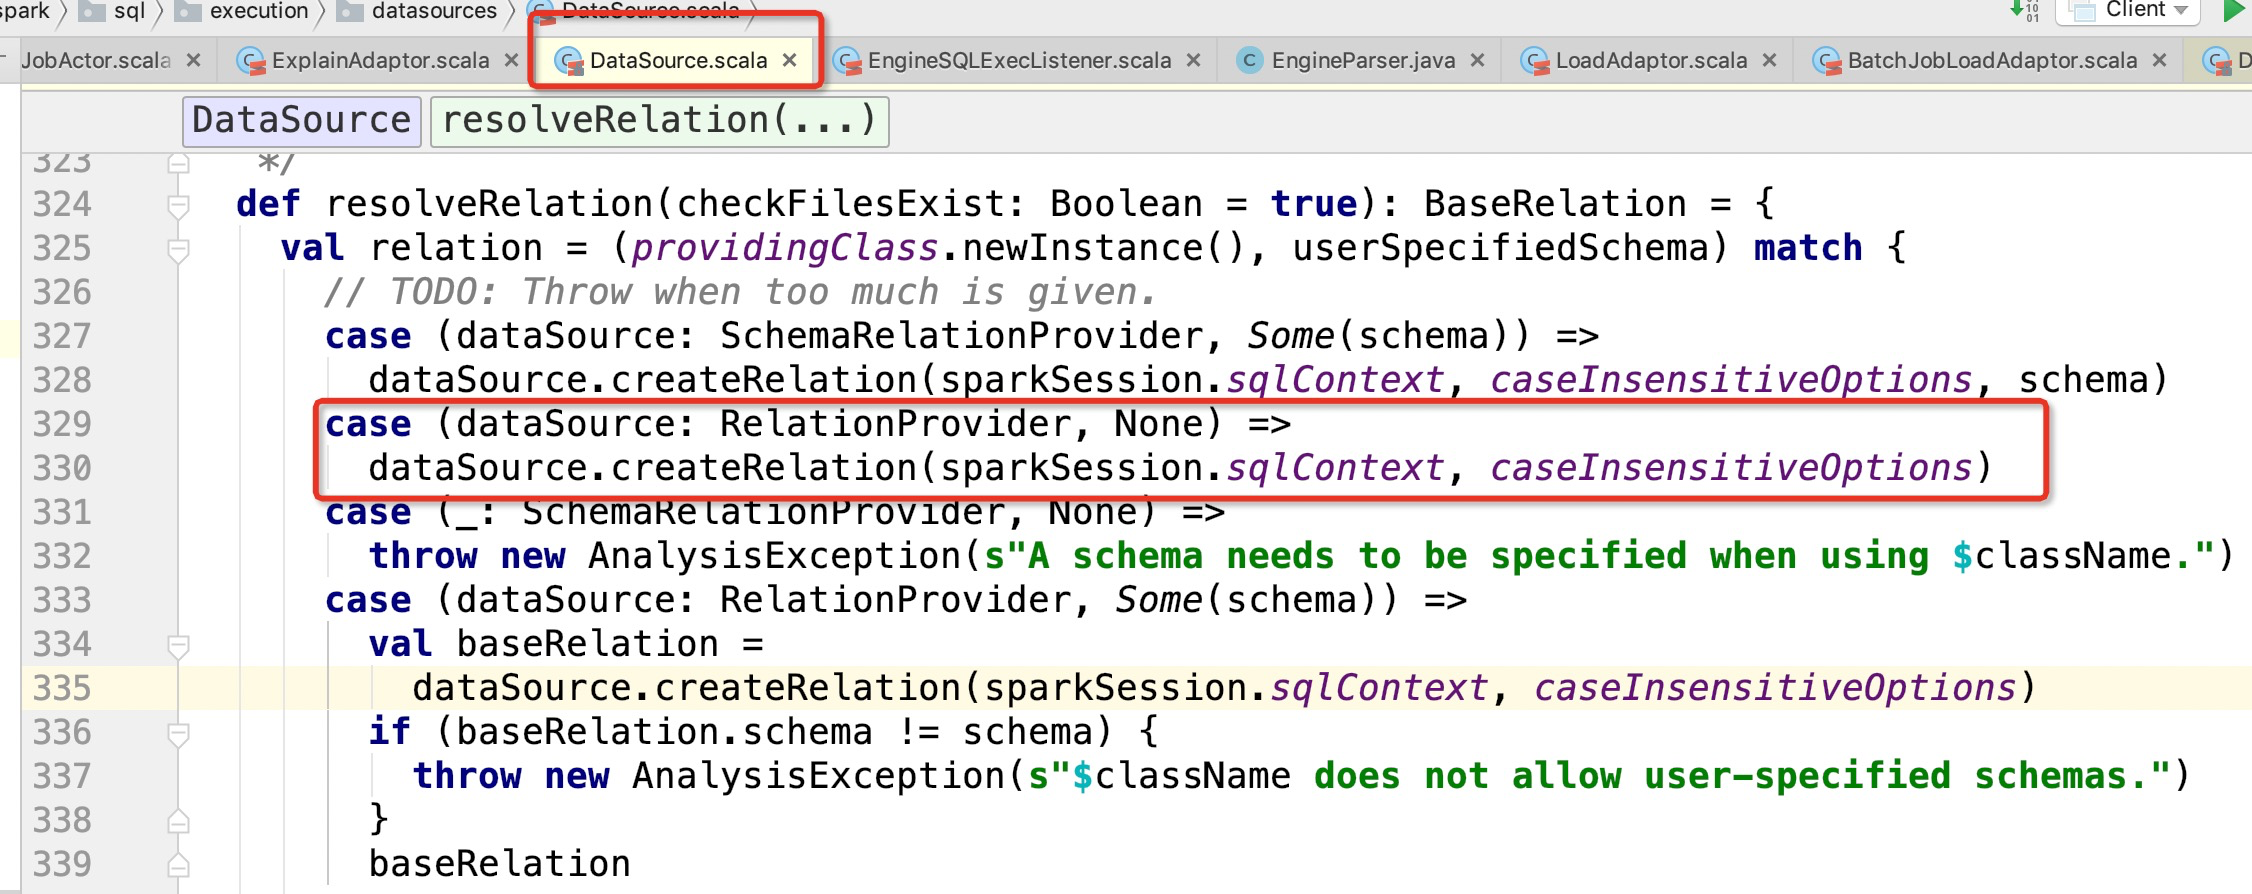 spark sql execution datasources DataSource.scala Client
JobActor.scala ExplainAdaptor.scala DataSource.scala EngineSQLExecListener.scala EngineParser.java LoadAdaptor.scala BatchJobLoadAdaptor.scala D
DataSource resolveRelation(...)
323 */
324 def resolveRelation(checkFilesExist: Boolean = true): BaseRelation = {
325 val relation = (providingClass.newInstance(), userSpecifiedSchema) match {
326 // TODO: Throw when too much is given.
327 case (dataSource: SchemaRelationProvider, Some(schema)) =>
328 dataSource.createRelation(sparkSession.sqlContext, caseInsensitiveOptions, schema)
329 case (dataSource: RelationProvider, None) =>
330 dataSource.createRelation(sparkSession.sqlContext, caseInsensitiveOptions)
331 case (_: SchemaRelationProvider, None) =>
332 throw new AnalysisException(s"A schema needs to be specified when using $className.")
333 case (dataSource: RelationProvider, Some(schema)) =>
334 val baseRelation =
335 dataSource.createRelation(sparkSession.sqlContext, caseInsensitiveOptions)
336 if (baseRelation.schema != schema) {
337 throw new AnalysisException(s"$className does not allow user-specified schemas.")
338 }
339 baseRelation